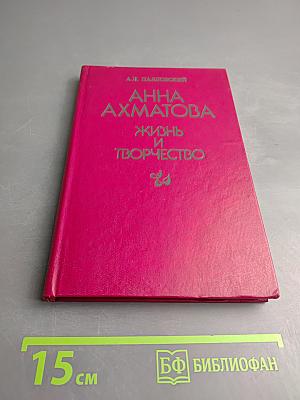 А.И. ПАВЛОВСКИЙ
АННА
АХМАТОВА
ЖИЗНЬ
И
ТВОРЧЕСТВО
15 см
БФ БИБЛИОФАН